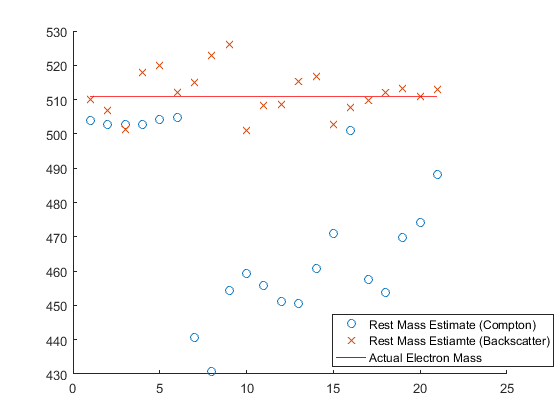 530
520
510
500
490
480
470
460
450
440
430
0 5 10 15 20 25
Rest Mass Estimate (Compton)
Rest Mass Estiamte (Backscatter)
Actual Electron Mass